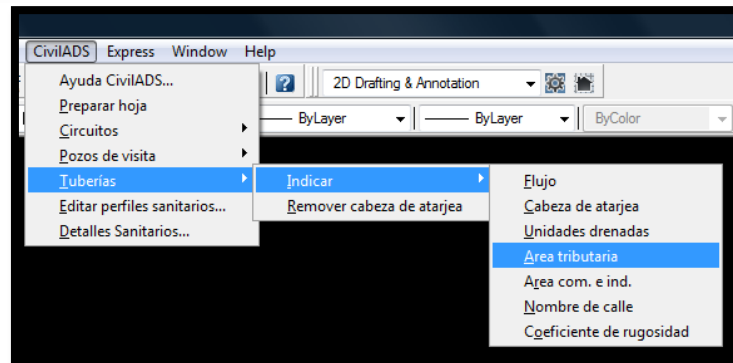 CivilADS Express Window Help
Ayuda CivilADS...
2D Drafting & Annotation
Preparar hoja
Circuitos
ByLayer ByLayer ByColor
Pozos de visita
Tuberías
Indicar
Flujo
Editar perfiles sanitarios...
Remover cabeza de atarjea
Cabeza de atarjea
Detalles Sanitarios...
Unidades drenadas
Area tributaria
Area com. e ind.
Nombre de calle
Coeficiente de rugosidad